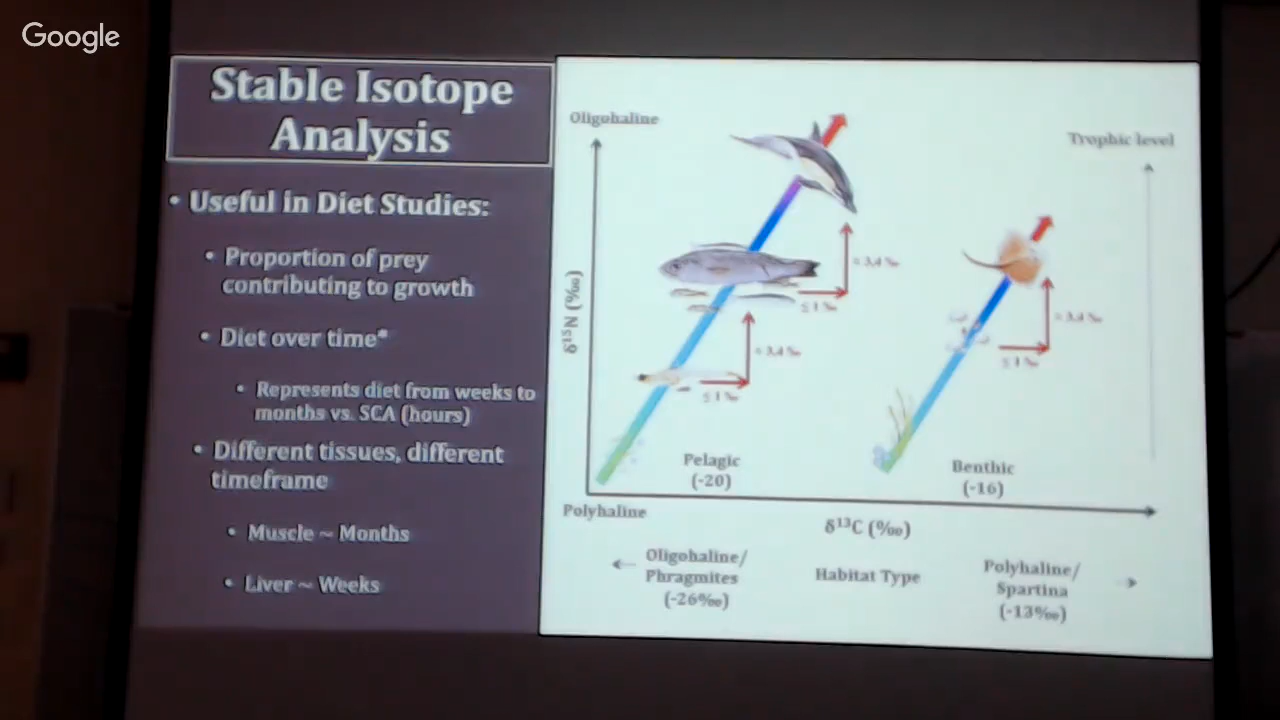 Google
Stable Isotope
Analysis
• Useful in Diet Studies:
• Proportion of prey
contributing to growth
• Diet over time*
• Represents diet from weeks to
months vs. SCA (hours)
• Different tissues, different
timeframe
• Muscle ~ Months
• Liver ~ Weeks
Oligohaline
Trophic level
δ¹⁵N (‰)
≈ 3,4 ‰
≤ 1 ‰
≈ 3,4 ‰
≤ 1 ‰
≈ 3,4 ‰
≤ 1 ‰
Pelagic
(-20)
Benthic
(-16)
Polyhaline
δ¹³C (‰)
Oligohaline/
Phragmites
(-26‰)
Habitat Type
Polyhaline/
Spartina
(-13‰)